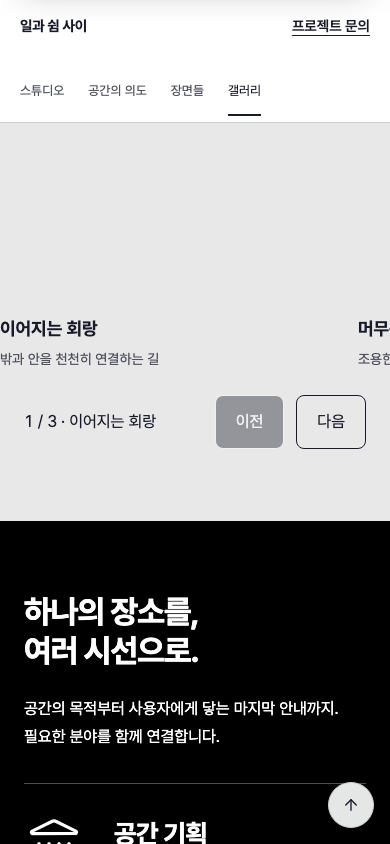 일과 쉼 사이
프로젝트 문의
스튜디오 공간의 의도 장면들 갤러리
이어지는 회랑
밖과 안을 천천히 연결하는 길
머무
조용한
1 / 3 · 이어지는 회랑
이전
다음
하나의 장소를,
여러 시선으로.
공간의 목적부터 사용자에게 닿는 마지막 안내까지.
필요한 분야를 함께 연결합니다.
공간 기획